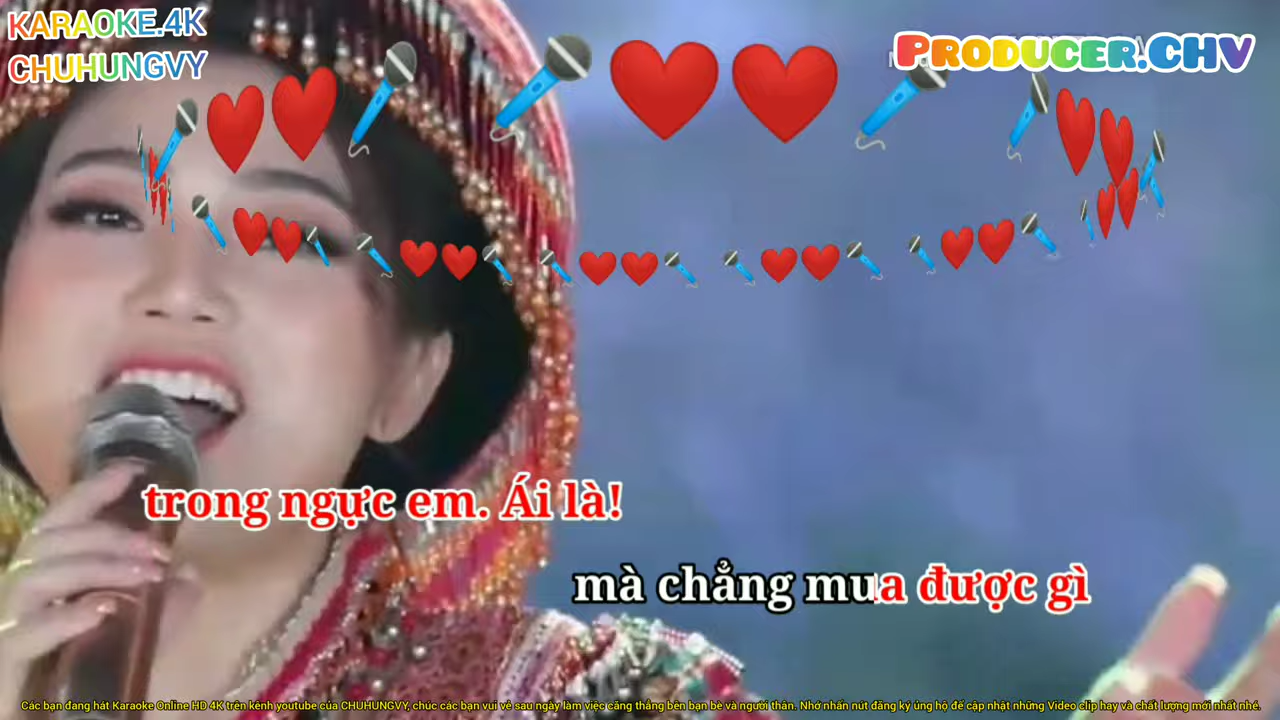 KARAOKE.4K
CHUHUNGVY
PRODUCER.CHV
trong ngực em. Ái là!
mà chẳng mua được gì
Các bạn đang hát Karaoke Online HD 4K trên kênh youtube của CHUHUNGVY, chúc các bạn vui vẻ sau ngày làm việc căng thẳng bên bạn bè và người thân. Nhớ nhấn nút đăng ký ủng hộ để cập nhật những Video clip hay và chất lượng mới nhất nhé.